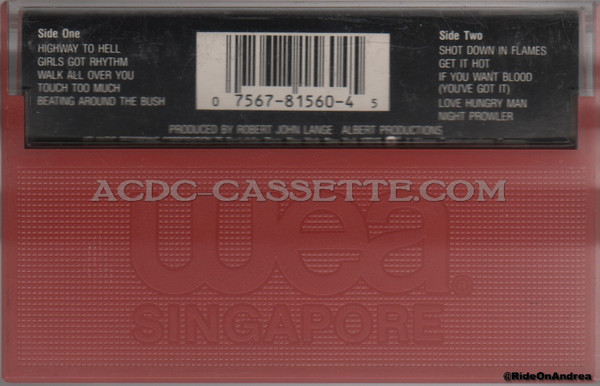 Side One
HIGHWAY TO HELL
GIRLS GOT RHYTHM
WALK ALL OVER YOU
TOUCH TOO MUCH
BEATING AROUND THE BUSH
0 7567-81560-4 5
Side Two
SHOT DOWN IN FLAMES
GET IT HOT
IF YOU WANT BLOOD
(YOU'VE GOT IT)
LOVE HUNGRY MAN
NIGHT PROWLER
PRODUCED BY ROBERT JOHN LANGE ALBERT PRODUCTIONS
ACDC-CASSETTE.COM
wea®
SINGAPORE
@RideOnAndrea